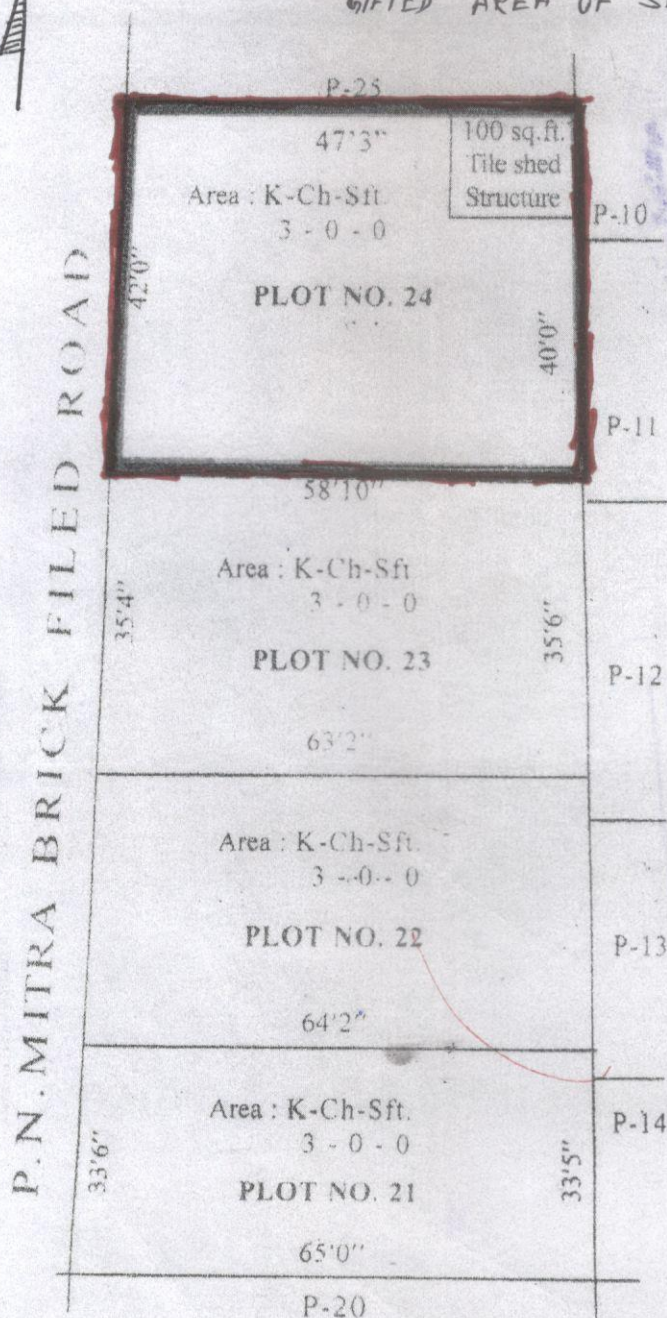 GIFTED AREA OF
P-25
47'3"
100 sq.ft.
Tile shed
Structure
Area : K-Ch-Sft.
3 - 0 - 0
P-10
42'0"
PLOT NO. 24
40'0"
P-11
58'10"
Area : K-Ch-Sft
3 - 0 - 0
35'4"
35'6"
PLOT NO. 23
P-12
63'2"
Area : K-Ch-Sft.
3 - 0 - 0
PLOT NO. 22
P-13
64'2"
Area : K-Ch-Sft.
3 - 0 - 0
P-14
33'6"
33'5"
PLOT NO. 21
65'0"
P-20
P.N. MITRA BRICK FILED ROAD